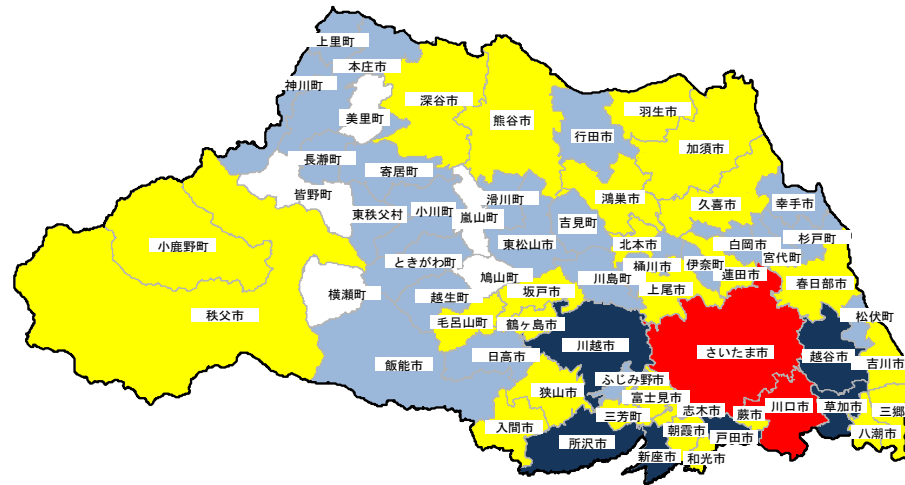 上里町
本庄市
神川町
美里町
深谷市
熊谷市
羽生市
行田市
加須市
長瀞町
寄居町
皆野町
東秩父村
小川町
嵐山町
滑川町
吉見町
鴻巣市
久喜市
幸手市
小鹿野町
東松山市
北本市
白岡市
杉戸町
宮代町
ときがわ町
鳩山町
川島町
桶川市
伊奈町
蓮田市
春日部市
横瀬町
越生町
坂戸市
上尾市
秩父市
毛呂山町
鶴ヶ島市
松伏町
飯能市
日高市
川越市
さいたま市
越谷市
吉川市
狭山市
ふじみ野市
富士見市
三芳町
志木市
蕨市
川口市
草加市
三郷
入間市
所沢市
朝霞市
戸田市
八潮市
新座市
和光市